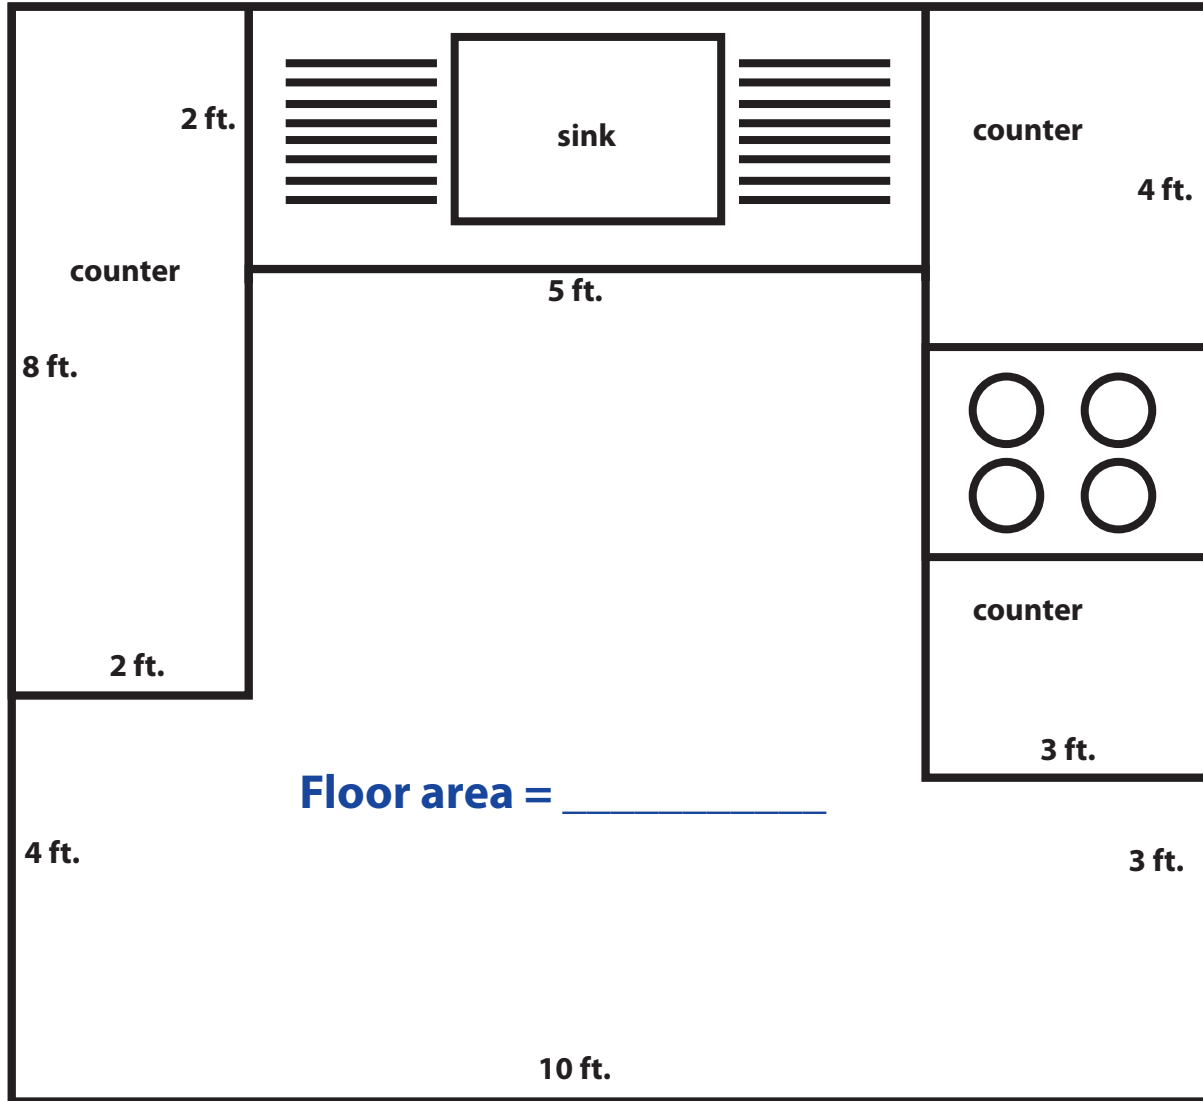 2 ft.
sink
counter
4 ft.
counter
5 ft.
8 ft.
counter
2 ft.
3 ft.
Floor area = ___________
4 ft.
3 ft.
10 ft.